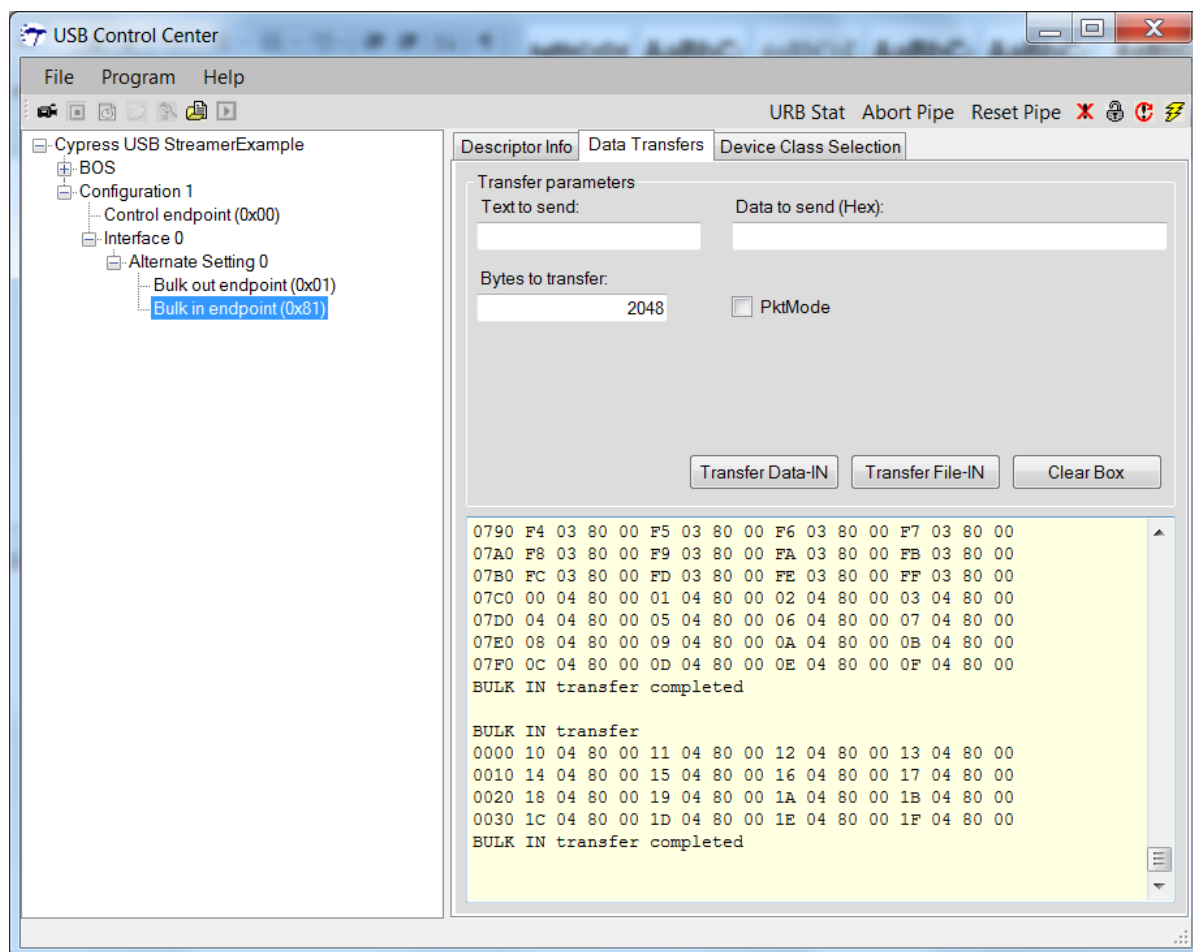 USB Control Center
File Program Help
URB Stat Abort Pipe Reset Pipe
Cypress USB StreamerExample
BOS
Configuration 1
Control endpoint (0x00)
Interface 0
Alternate Setting 0
Bulk out endpoint (0x01)
Bulk in endpoint (0x81)
Descriptor Info Data Transfers Device Class Selection
Transfer parameters
Text to send: Data to send (Hex):
Bytes to transfer:
2048 PktMode
Transfer Data-IN Transfer File-IN Clear Box
0790 F4 03 80 00 F5 03 80 00 F6 03 80 00 F7 03 80 00
07A0 F8 03 80 00 F9 03 80 00 FA 03 80 00 FB 03 80 00
07B0 FC 03 80 00 FD 03 80 00 FE 03 80 00 FF 03 80 00
07C0 00 04 80 00 01 04 80 00 02 04 80 00 03 04 80 00
07D0 04 04 80 00 05 04 80 00 06 04 80 00 07 04 80 00
07E0 08 04 80 00 09 04 80 00 0A 04 80 00 0B 04 80 00
07F0 0C 04 80 00 0D 04 80 00 0E 04 80 00 0F 04 80 00
BULK IN transfer completed
BULK IN transfer
0000 10 04 80 00 11 04 80 00 12 04 80 00 13 04 80 00
0010 14 04 80 00 15 04 80 00 16 04 80 00 17 04 80 00
0020 18 04 80 00 19 04 80 00 1A 04 80 00 1B 04 80 00
0030 1C 04 80 00 1D 04 80 00 1E 04 80 00 1F 04 80 00
BULK IN transfer completed